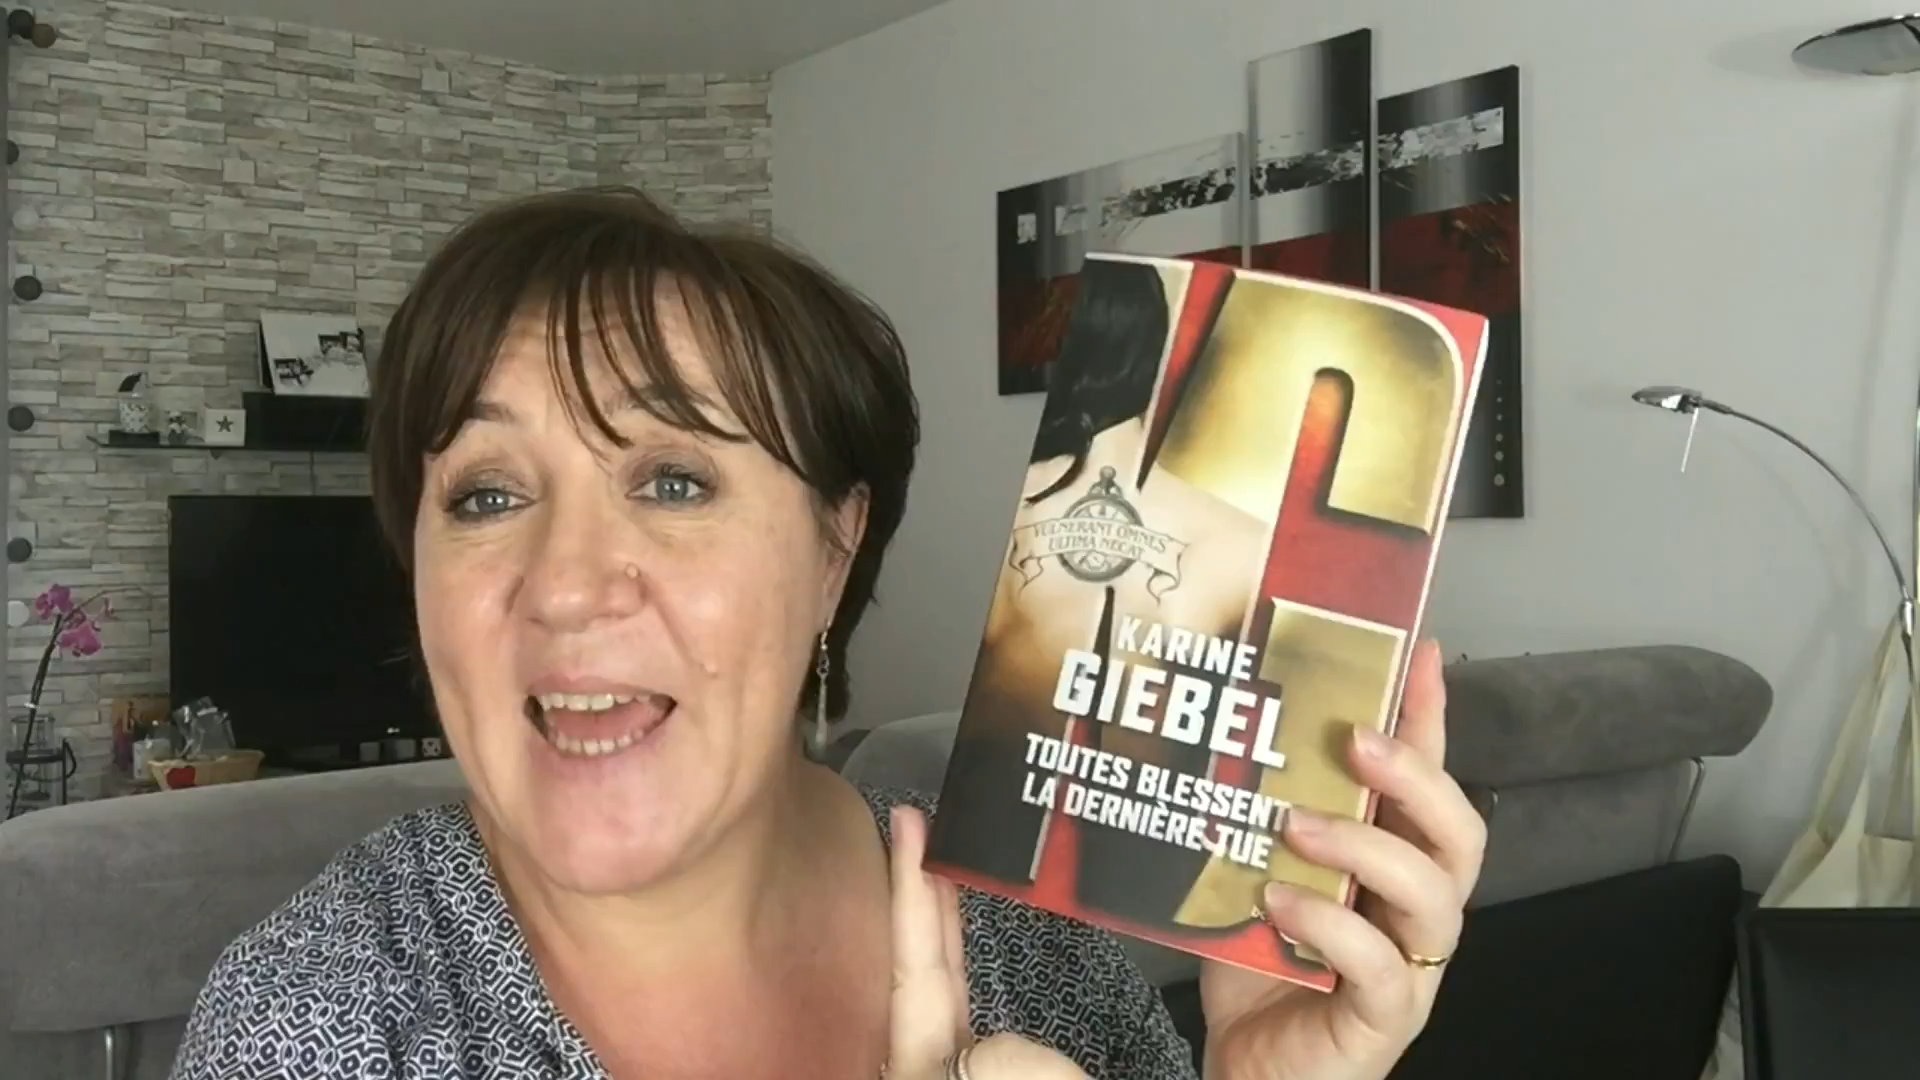 VULNERANT OMNES
ULTIMA NECAT
KARINE
GIEBEL
TOUTES BLESSENT
LA DERNIÈRE TUE